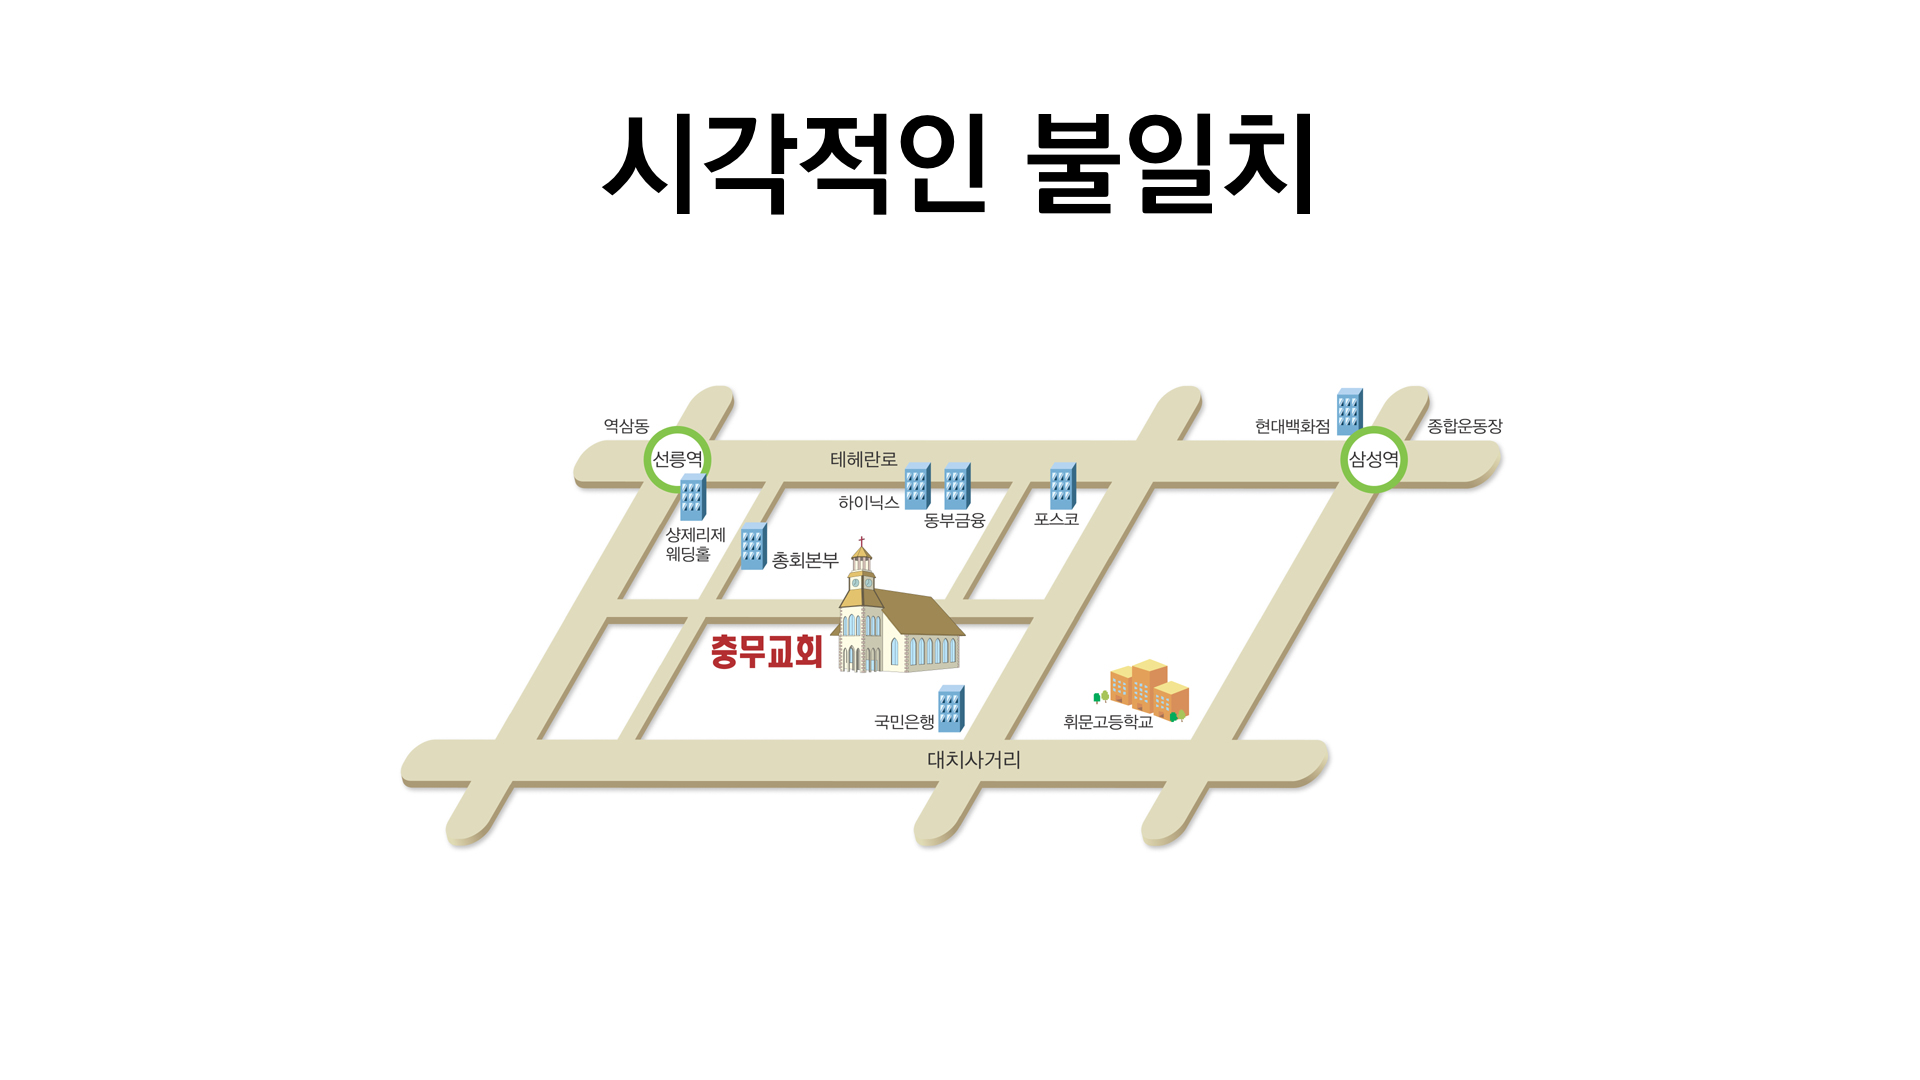 시각적인 불일치
역삼동
현대백화점
종합운동장
선릉역
테헤란로
삼성역
하이닉스
동부금융
포스코
샹제리제
웨딩홀
총회본부
충무교회
국민은행
휘문고등학교
대치사거리